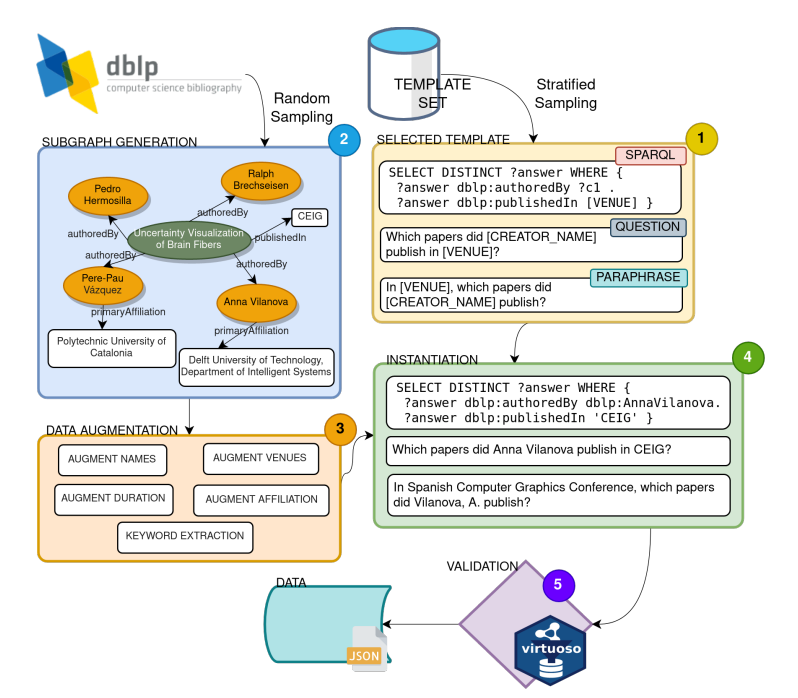 dblp
computer science bibliography
Random
Sampling
TEMPLATE
SET
Stratified
Sampling
SUBGRAPH GENERATION
2
Pedro
Hermosilla
Ralph
Brechseisen
authoredBy
CEIG
authoredBy
Uncertainty Visualization
of Brain Fibers
publishedIn
authoredBy
authoredBy
Pere-Pau
Vázquez
Anna Vilanova
primaryAffiliation
primaryAffiliation
Polytechnic University of
Catalonia
Delft University of Technology,
Department of Intelligent Systems
SELECTED TEMPLATE
1
SPARQL
SELECT DISTINCT ?answer WHERE {
?answer dblp:authoredBy ?c1 .
?answer dblp:publishedIn [VENUE] }
QUESTION
Which papers did [CREATOR_NAME]
publish in [VENUE]?
PARAPHRASE
In [VENUE], which papers did
[CREATOR_NAME] publish?
DATA AUGMENTATION
3
AUGMENT NAMES
AUGMENT VENUES
AUGMENT DURATION
AUGMENT AFFILIATION
KEYWORD EXTRACTION
INSTANTIATION
4
SELECT DISTINCT ?answer WHERE {
?answer dblp:authoredBy dblp:AnnaVilanova.
?answer dblp:publishedIn 'CEIG' }
Which papers did Anna Vilanova publish in CEIG?
In Spanish Computer Graphics Conference, which papers
did Vilanova, A. publish?
VALIDATION
5
virtuoso
DATA
JSON